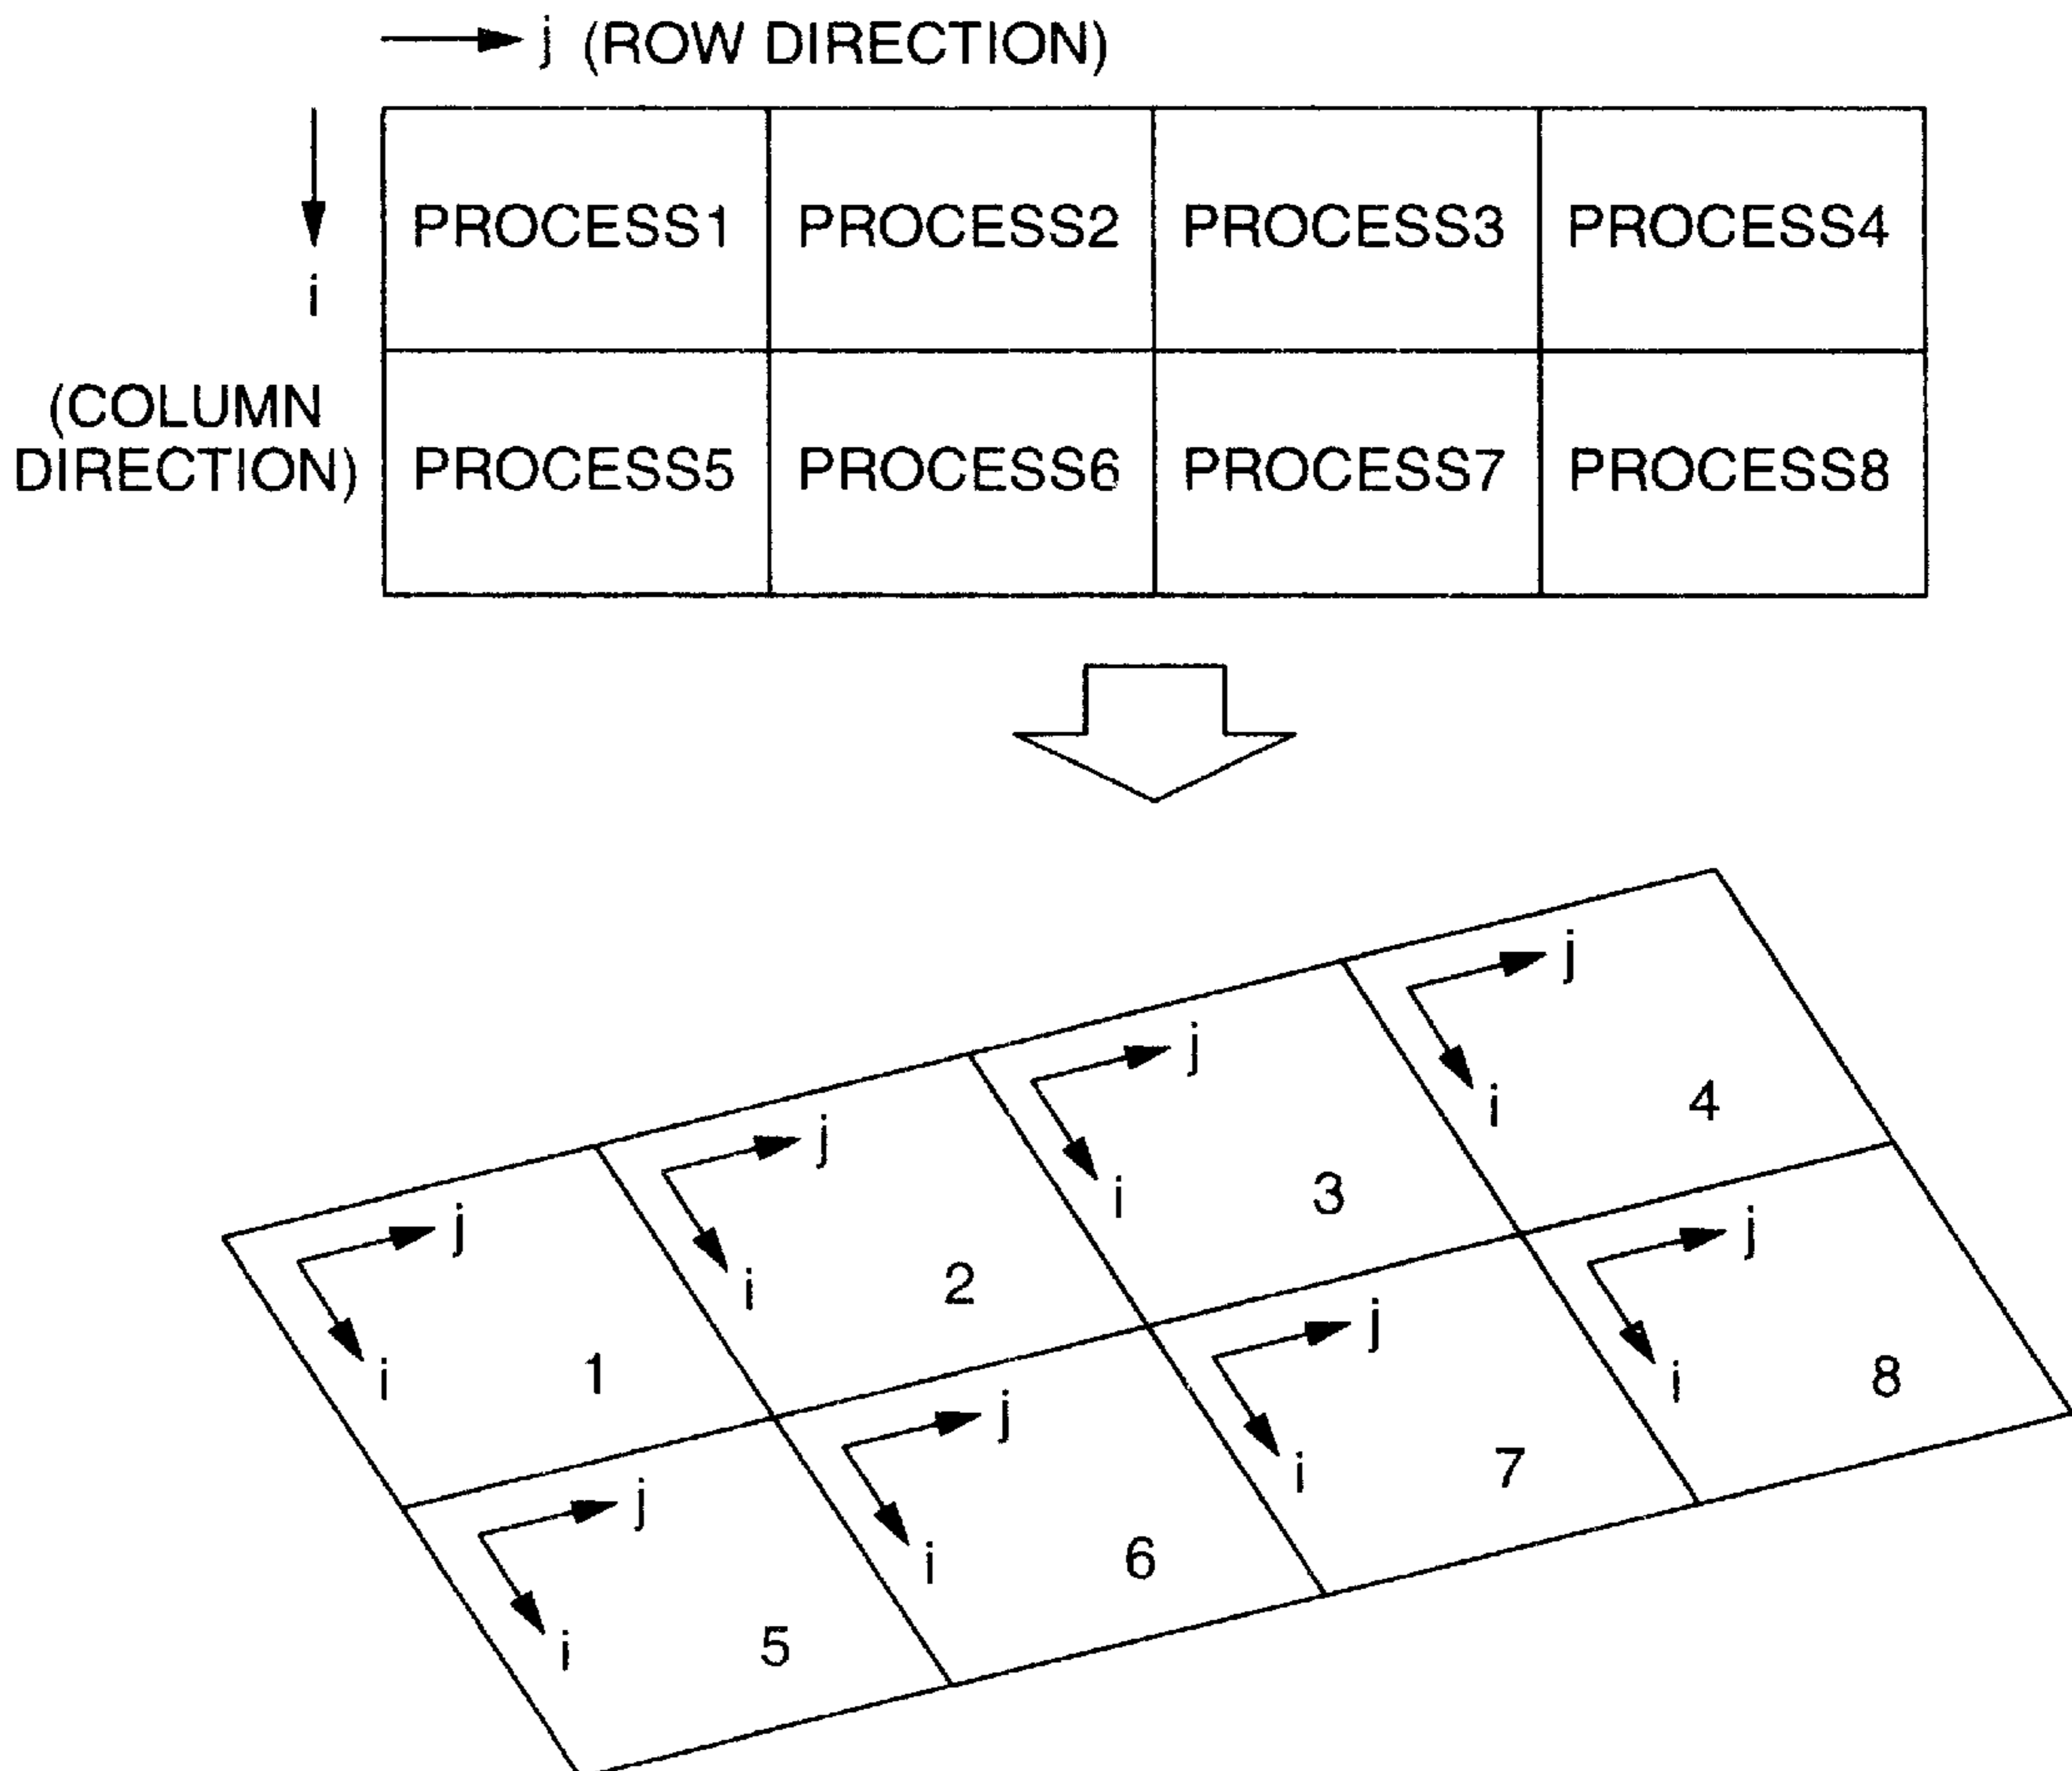 j (ROW DIRECTION)
i
(COLUMN
DIRECTION)
PROCESS1 PROCESS2 PROCESS3 PROCESS4
PROCESS5 PROCESS6 PROCESS7 PROCESS8
j
i
1
j
i
2
j
i
3
j
i
4
j
i
5
j
i
6
j
i
7
j
i
8